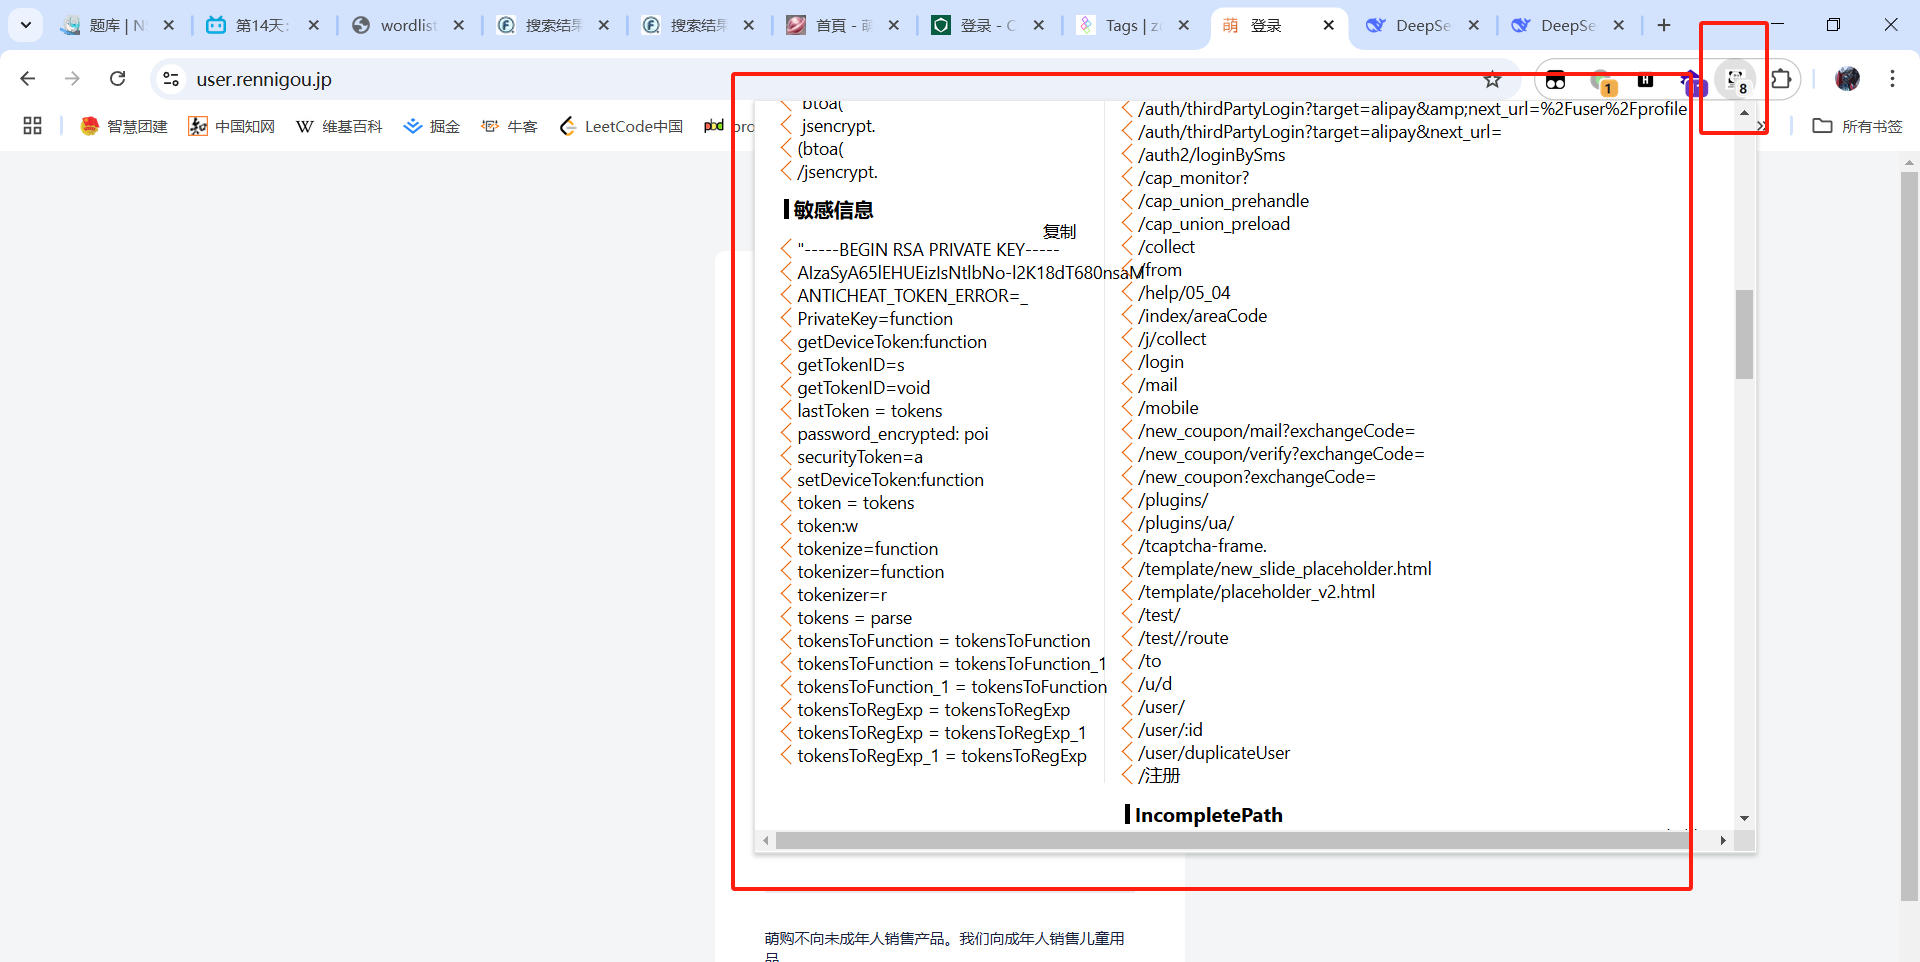 题库 | N
第14天:
wordlist
搜索结果
搜索结果
首頁 - 萌
登录 - C
Tags | z
萌 登录
DeepSe
DeepSe
user.rennigou.jp
1
8
智慧团建
中国知网
维基百科
掘金
牛客
LeetCode中国
pbd pro
所有书签
btoa(
jsencrypt.
(btoa(
/jsencrypt.
敏感信息
复制
"-----BEGIN RSA PRIVATE KEY-----
AIzaSyA65lEHUEizIsNtlbNo-l2K18dT680nsaM
ANTICHEAT_TOKEN_ERROR=_
PrivateKey=function
getDeviceToken:function
getTokenID=s
getTokenID=void
lastToken = tokens
password_encrypted: poi
securityToken=a
setDeviceToken:function
token = tokens
token:w
tokenize=function
tokenizer=function
tokenizer=r
tokens = parse
tokensToFunction = tokensToFunction
tokensToFunction = tokensToFunction_1
tokensToFunction_1 = tokensToFunction
tokensToRegExp = tokensToRegExp
tokensToRegExp = tokensToRegExp_1
tokensToRegExp_1 = tokensToRegExp
/auth/thirdPartyLogin?target=alipay&amp;next_url=%2Fuser%2Fprofile
/auth/thirdPartyLogin?target=alipay&next_url=
/auth2/loginBySms
/cap_monitor?
/cap_union_prehandle
/cap_union_preload
/collect
/from
/help/05_04
/index/areaCode
/j/collect
/login
/mail
/mobile
/new_coupon/mail?exchangeCode=
/new_coupon/verify?exchangeCode=
/new_coupon?exchangeCode=
/plugins/
/plugins/ua/
/tcaptcha-frame.
/template/new_slide_placeholder.html
/template/placeholder_v2.html
/test/
/test//route
/to
/u/d
/user/
/user/:id
/user/duplicateUser
/注册
IncompletePath
萌购不向未成年人销售产品。我们向成年人销售儿童用
品